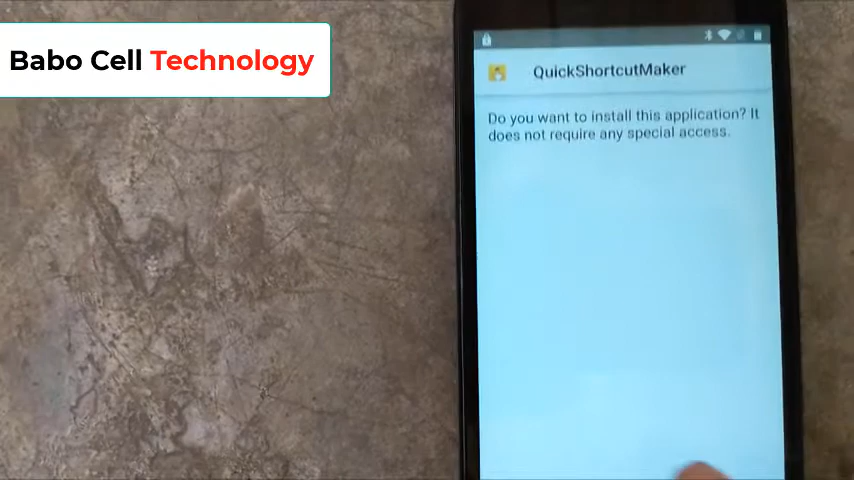 Babo Cell Technology
QuickShortcutMaker
Do you want to install this application? It
does not require any special access.